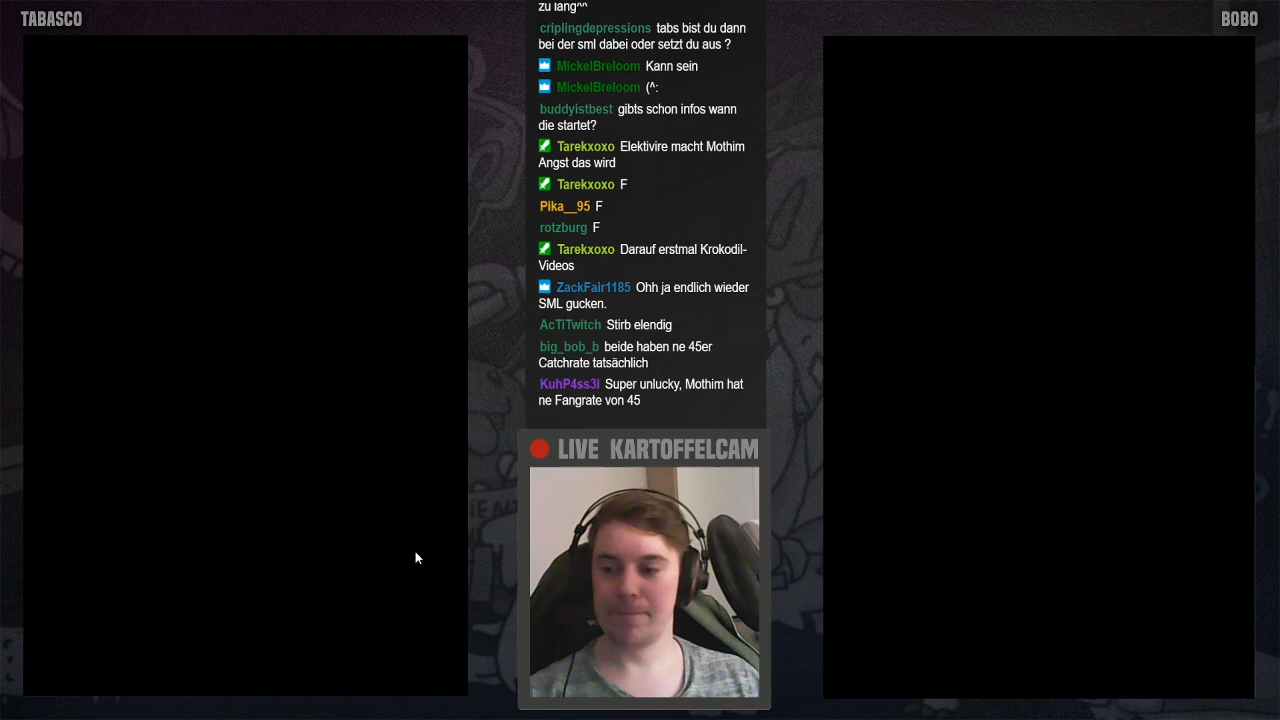 TABASCO
BOBO
zu lang^^
criplingdepressions tabs bist du dann
bei der sml dabei oder setzt du aus ?
MickelBreloom Kann sein
MickelBreloom (^:
buddyistbest gibts schon infos wann
die startet?
Tarekxoxo Elektivire macht Mothim
Angst das wird
Tarekxoxo F
Pika__95 F
rotzburg F
Tarekxoxo Darauf erstmal Krokodil-
Videos
ZackFair1185 Ohh ja endlich wieder
SML gucken.
AcTiTwitch Stirb elendig
big_bob_b beide haben ne 45er
Catchrate tatsächlich
KuhP4ss3l Super unlucky, Mothim hat
ne Fangrate von 45
LIVE KARTOFFELCAM